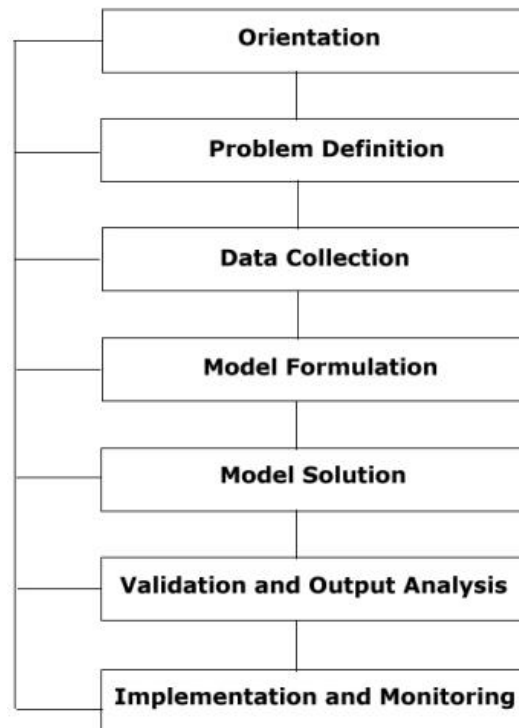 Orientation
Problem Definition
Data Collection
Model Formulation
Model Solution
Validation and Output Analysis
Implementation and Monitoring